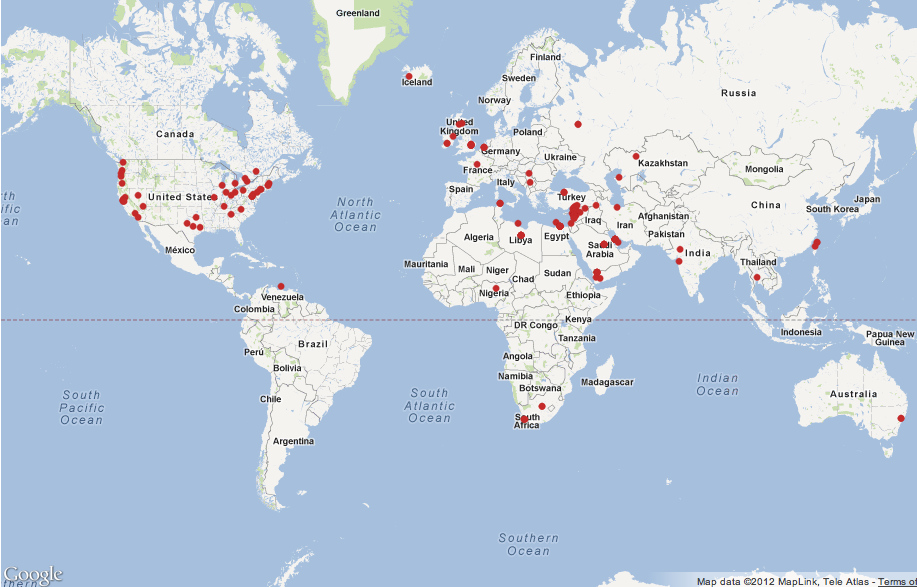 Greenland
Finland
Iceland
Sweden
Russia
Norway
United
Kingdom
Canada
Poland
Germany
Ukraine
Kazakhstan
France
Mongolia
Italy
United States
Spain
Turkey
Japan
China
South Korea
North
Atlantic
Ocean
Afghanistan
Iraq
Iran
Pakistan
Algeria
Libya
Egypt
Saudi
Arabia
India
México
Mauritania
Mali
Niger
Chad
Sudan
Thailand
Venezuela
Nigeria
Ethiopia
Colombia
Kenya
DR Congo
Indonesia
Papua New
Guinea
Tanzania
Brazil
Perú
Angola
Bolivia
Namibia
Botswana
Madagascar
Indian
Ocean
South
Pacific
Ocean
Chile
South
Atlantic
Ocean
Australia
South
Africa
Argentina
Southern
Ocean
Google
Map data ©2012 MapLink, Tele Atlas - Terms of